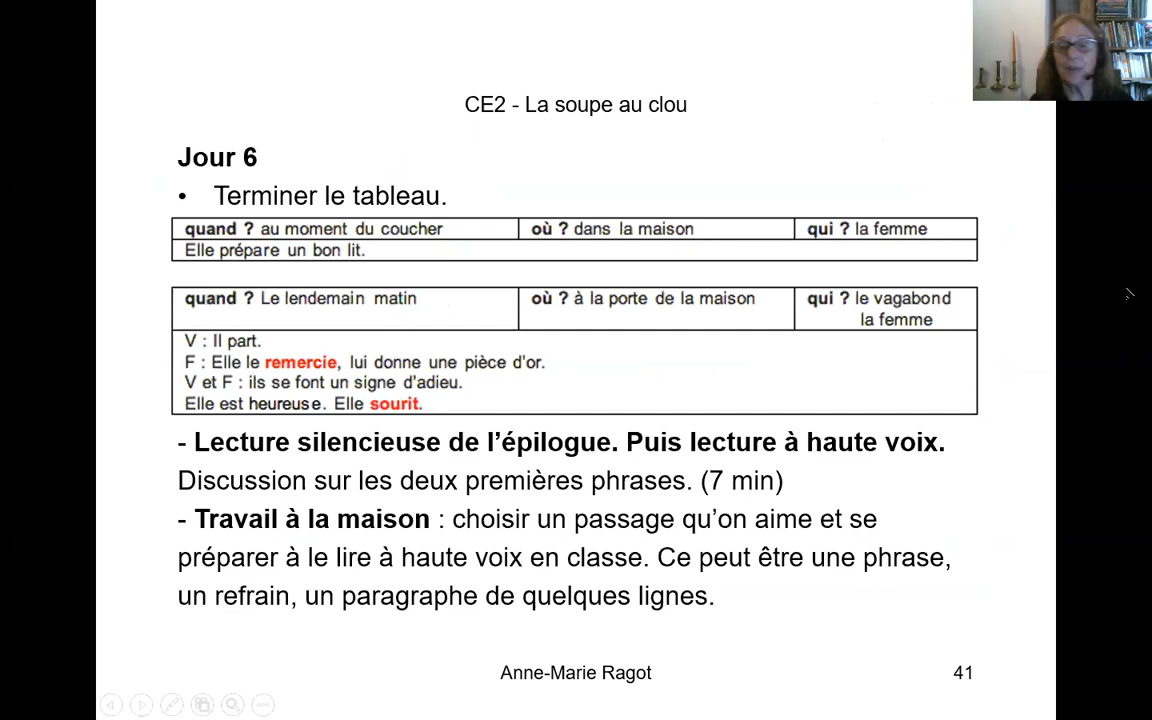 CE2 - La soupe au clou
Jour 6
• Terminer le tableau.
quand ? au moment du coucher où ? dans la maison qui ? la femme
Elle prépare un bon lit.
quand ? Le lendemain matin où ? à la porte de la maison qui ? le vagabond
la femme
V : Il part.
F : Elle le remercie, lui donne une pièce d'or.
V et F : ils se font un signe d'adieu.
Elle est heureuse. Elle sourit.
- Lecture silencieuse de l’épilogue. Puis lecture à haute voix.
Discussion sur les deux premières phrases. (7 min)
- Travail à la maison : choisir un passage qu’on aime et se
préparer à le lire à haute voix en classe. Ce peut être une phrase,
un refrain, un paragraphe de quelques lignes.
Anne-Marie Ragot 41